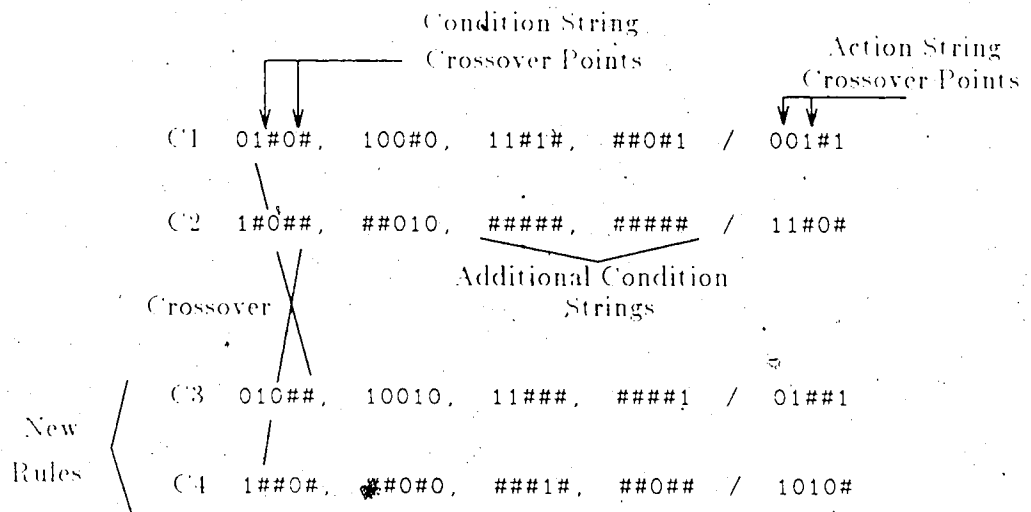 Condition String
Crossover Points
Action String
Crossover Points
C1 01#0#, 100#0, 11#1#, ##0#1 / 001#1
C2 1#0##, ##010, #####, ##### / 11#0#
Additional Condition
Strings
Crossover
C3 010##, 10010, 11###, ####1 / 01##1
New
Rules
C4 1##0#, ##0#0, ###1#, ##0## / 1010#